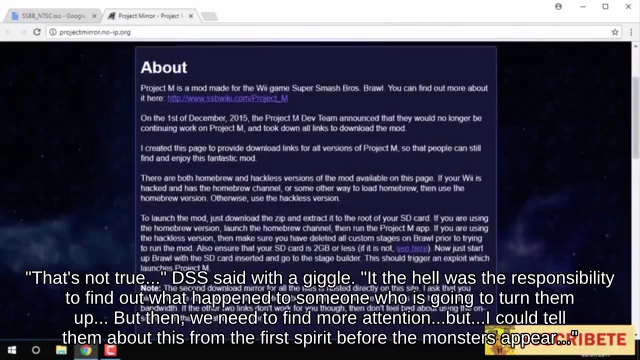 SSBB_NTSC.iso - Google
Project Mirror - Project
projectmirror.no-ip.org
About
Project M is a mod made for the Wii game Super Smash Bros. Brawl. You can find out more about
it here: http://www.ssbwiki.com/Project_M
On the 1st of December, 2015, the Project M Dev Team announced that they would no longer be
continuing work on Project M, and took down all links to download the mod.
I created this page to provide download links for all versions of Project M, so that people can still
find and enjoy this fantastic mod.
There are both homebrew and hackless versions of the mod available on this page. If your Wii is
hacked and has the homebrew channel, or some other way to load homebrew, then use the
homebrew version. Otherwise, use the hackless version.
To launch the mod, just download the zip and extract it to the root of your SD card. If you are using
the homebrew version, launch the homebrew channel, then run the Project M app. If you are using
the hackless version, then make sure you have deleted all custom stages on Brawl prior to trying
to run the mod. Also ensure that your SD card is 2GB or less (if it is not, see here). Now just start
up Brawl with the SD card inserted and go to the stage builder. This should trigger an exploit which
launches Project M.
"That's not true..." DSS said with a giggle. "It the hell was the responsibility
to find out what happened to someone who is going to turn them
up... But then, we need to find more attention...but...I could tell
them about this from the first spirit before the monsters appear..."
Note: The second download mirror for all the
CRIBETE